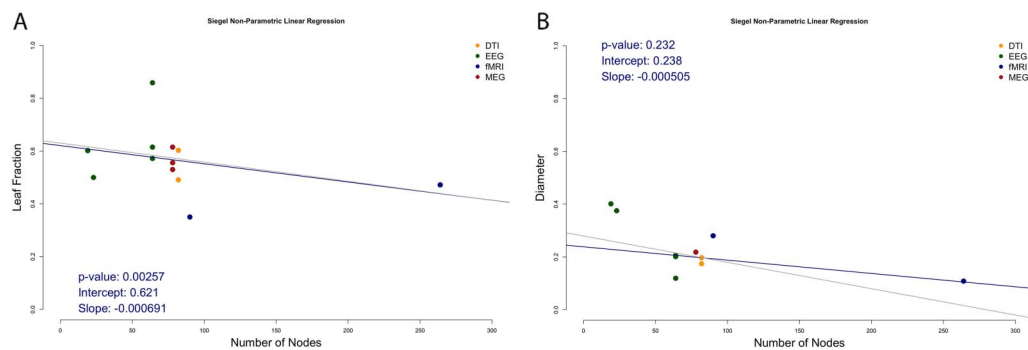 A
Siegel Non-Parametric Linear Regression
DTI
EEG
fMRI
MEG
Leaf Fraction
0.0
0.2
0.4
0.6
0.8
1.0
p-value: 0.00257
Intercept: 0.621
Slope: -0.000691
0 50 100 150 200 250 300
Number of Nodes
B
Siegel Non-Parametric Linear Regression
p-value: 0.232
Intercept: 0.238
Slope: -0.000505
DTI
EEG
fMRI
MEG
Diameter
0.0
0.2
0.4
0.6
0.8
1.0
0 50 100 150 200 250 300
Number of Nodes